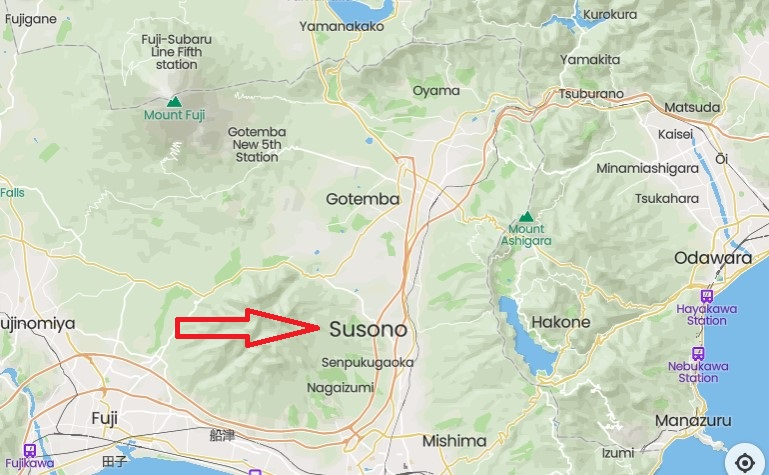 Fujigane
Kurokura
Yamanakako
Fuji-Subaru
Line Fifth
station
Yamakita
Oyama
Tsuburano
Matsuda
Mount Fuji
Gotemba
New 5th
Station
Kaisei
Ōi
Minamiashigara
Falls
Gotemba
Tsukahara
Mount
Ashigara
Odawara
Hayakawa
Station
ujinomiya
Susono
Hakone
Senpukugaoka
Nebukawa
Station
Nagaizumi
Fuji
船津
Mishima
Manazuru
Fujikawa
田子
Izumi